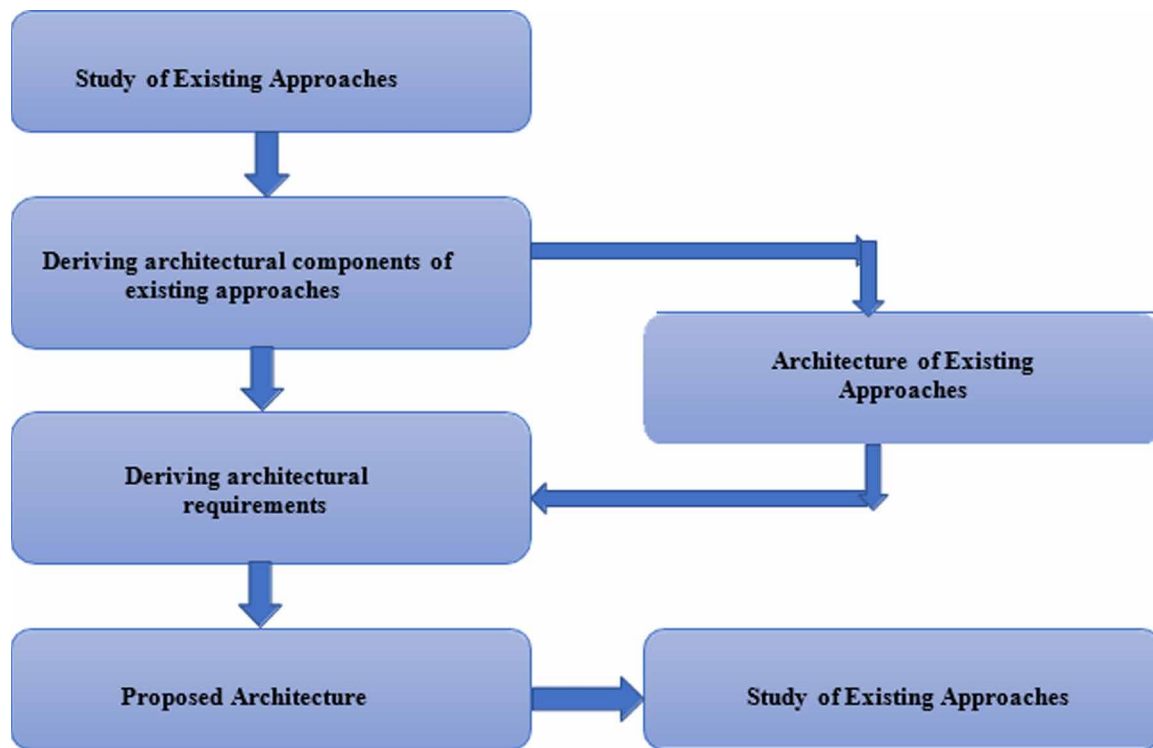 Study of Existing Approaches
Deriving architectural components of
existing approaches
Architecture of Existing
Approaches
Deriving architectural
requirements
Proposed Architecture
Study of Existing Approaches